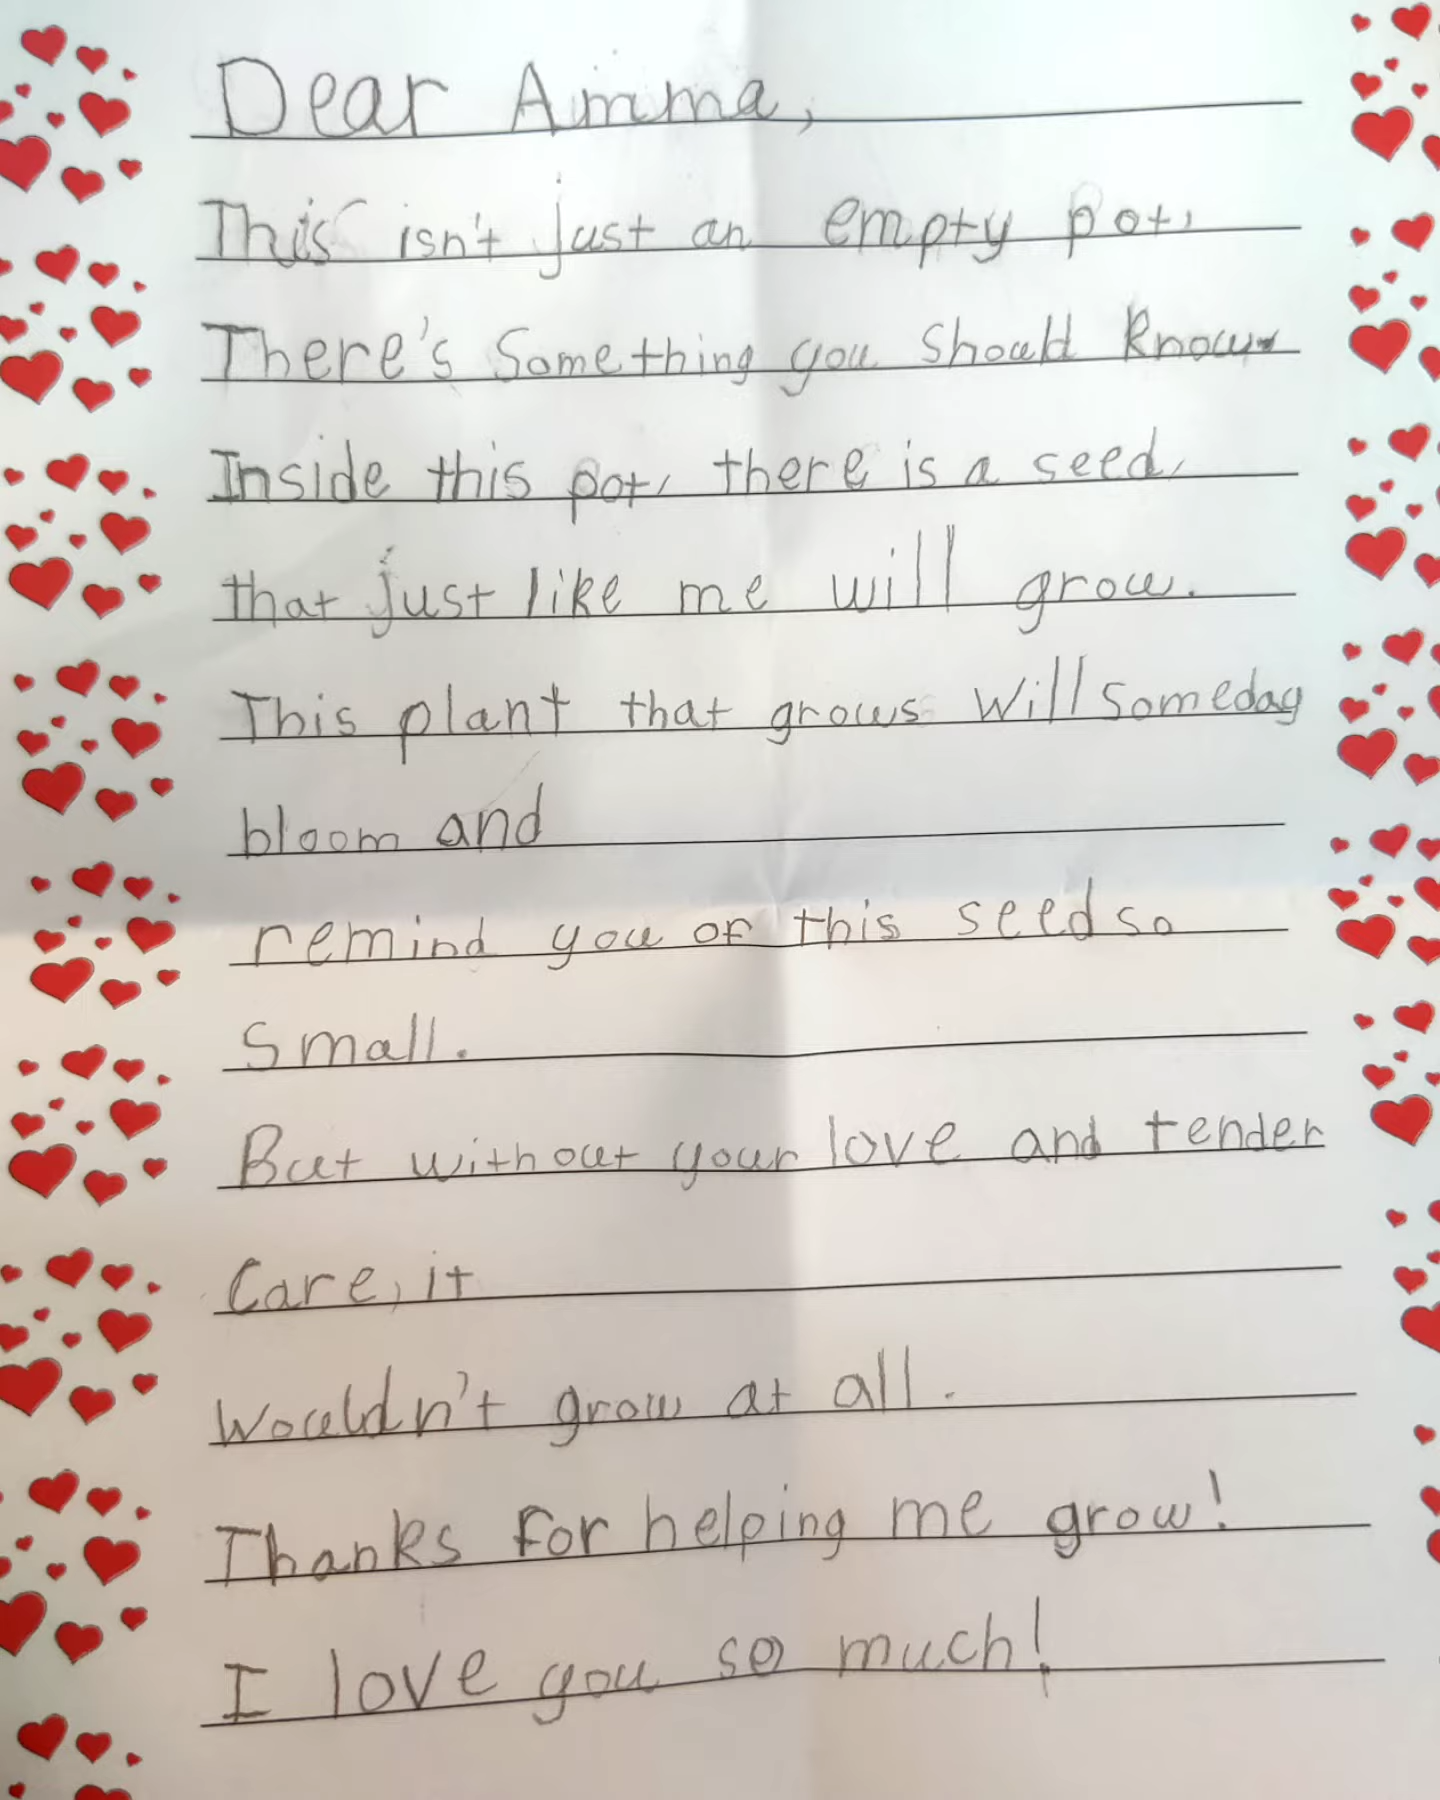 Dear Amma,
This isn't just an empty pot,
There's Something you should know
Inside this pot, there is a seed,
that just like me will grow.
This plant that grows will someday
bloom and
remind you of this seed so
Small.
But without your love and tender
Care, it
wouldn't grow at all.
Thanks for helping me grow!
I love you so much!